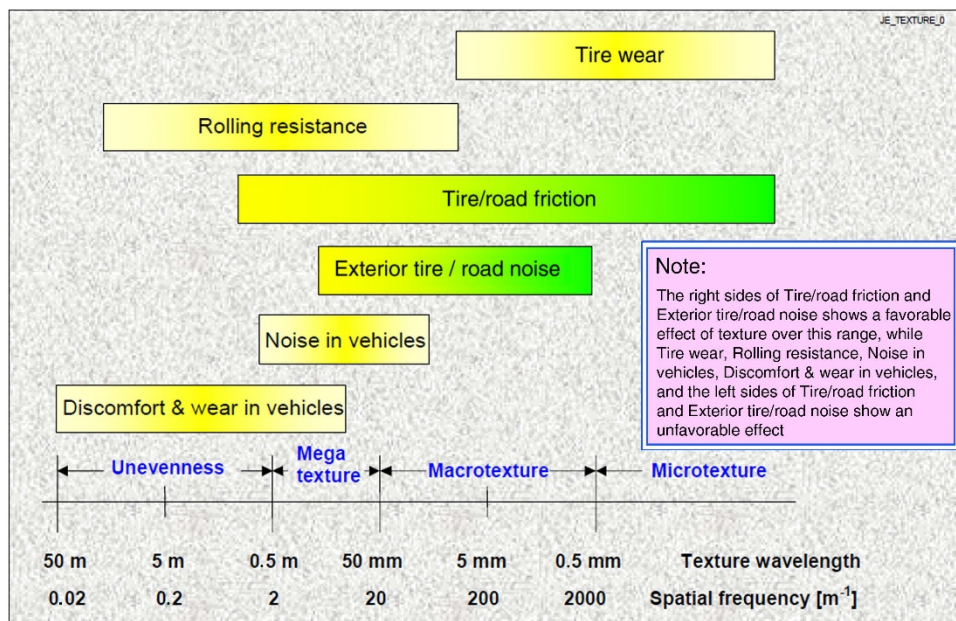 JE_TEXTURE_0
Tire wear
Rolling resistance
Tire/road friction
Exterior tire / road noise
Noise in vehicles
Discomfort & wear in vehicles
Note:
The right sides of Tire/road friction and
Exterior tire/road noise shows a favorable
effect of texture over this range, while
Tire wear, Rolling resistance, Noise in
vehicles, Discomfort & wear in vehicles,
and the left sides of Tire/road friction
and Exterior tire/road noise show an
unfavorable effect
Unevenness
Mega
texture
Macrotexture
Microtexture
50 m 5 m 0.5 m 50 mm 5 mm 0.5 mm Texture wavelength
0.02 0.2 2 20 200 2000 Spatial frequency [m⁻¹]